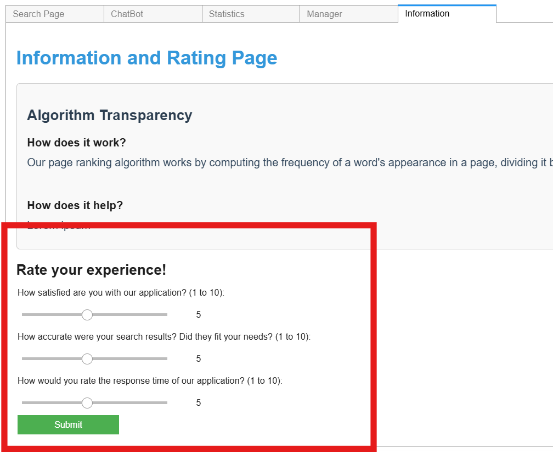 Search Page
ChatBot
Statistics
Manager
Information
Information and Rating Page
Algorithm Transparency
How does it work?
Our page ranking algorithm works by computing the frequency of a word's appearance in a page, dividing it b
How does it help?
Lorem ipsum
Rate your experience!
How satisfied are you with our application? (1 to 10).
5
How accurate were your search results? Did they fit your needs? (1 to 10).
5
How would you rate the response time of our application? (1 to 10).
5
Submit